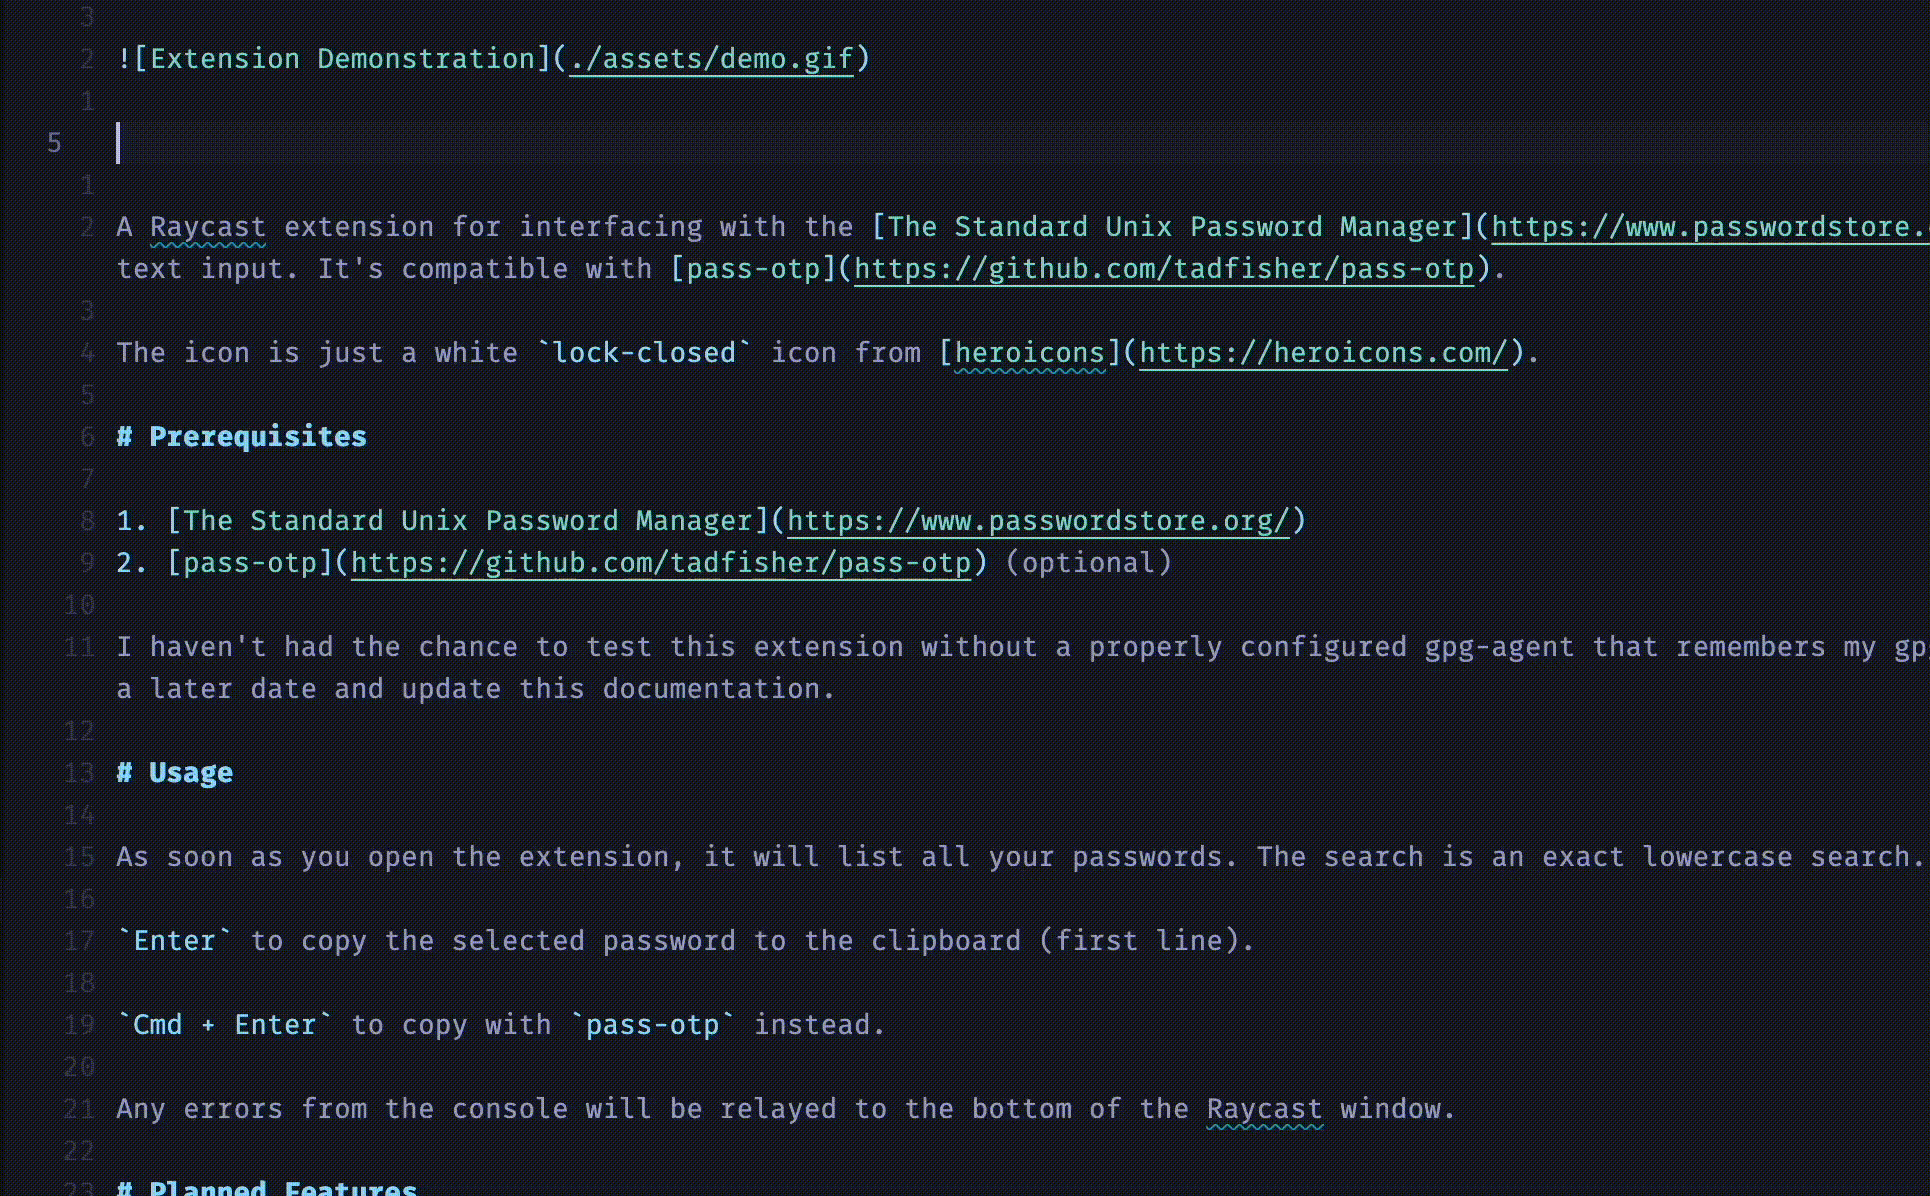 3
2 ![Extension Demonstration](./assets/demo.gif)
1
5
1
2 A Raycast extension for interfacing with the [The Standard Unix Password Manager](https://www.passwordstore.
text input. It's compatible with [pass-otp](https://github.com/tadfisher/pass-otp).
3
4 The icon is just a white `lock-closed` icon from [heroicons](https://heroicons.com/).
5
6 # Prerequisites
7
8 1. [The Standard Unix Password Manager](https://www.passwordstore.org/)
9 2. [pass-otp](https://github.com/tadfisher/pass-otp) (optional)
10
11 I haven't had the chance to test this extension without a properly configured gpg-agent that remembers my gp
a later date and update this documentation.
12
13 # Usage
14
15 As soon as you open the extension, it will list all your passwords. The search is an exact lowercase search.
16
17 `Enter` to copy the selected password to the clipboard (first line).
18
19 `Cmd + Enter` to copy with `pass-otp` instead.
20
21 Any errors from the console will be relayed to the bottom of the Raycast window.
22
23 # Planned Features